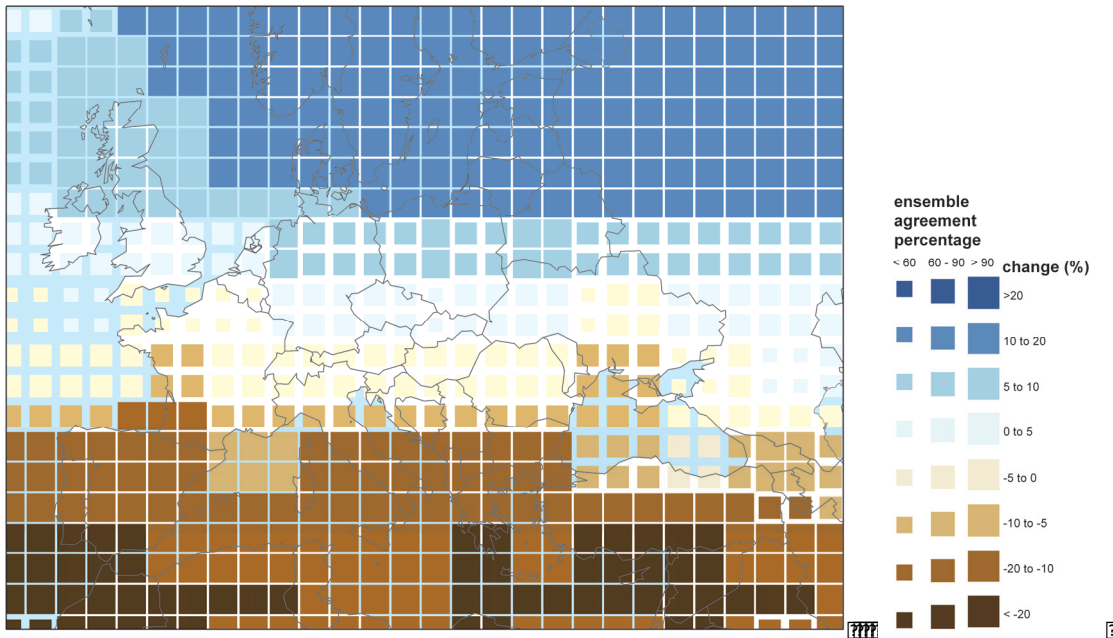 ensemble
agreement
percentage
< 60 60 - 90 > 90 change (%)
>20
10 to 20
5 to 10
0 to 5
-5 to 0
-10 to -5
-20 to -10
< -20
????
?